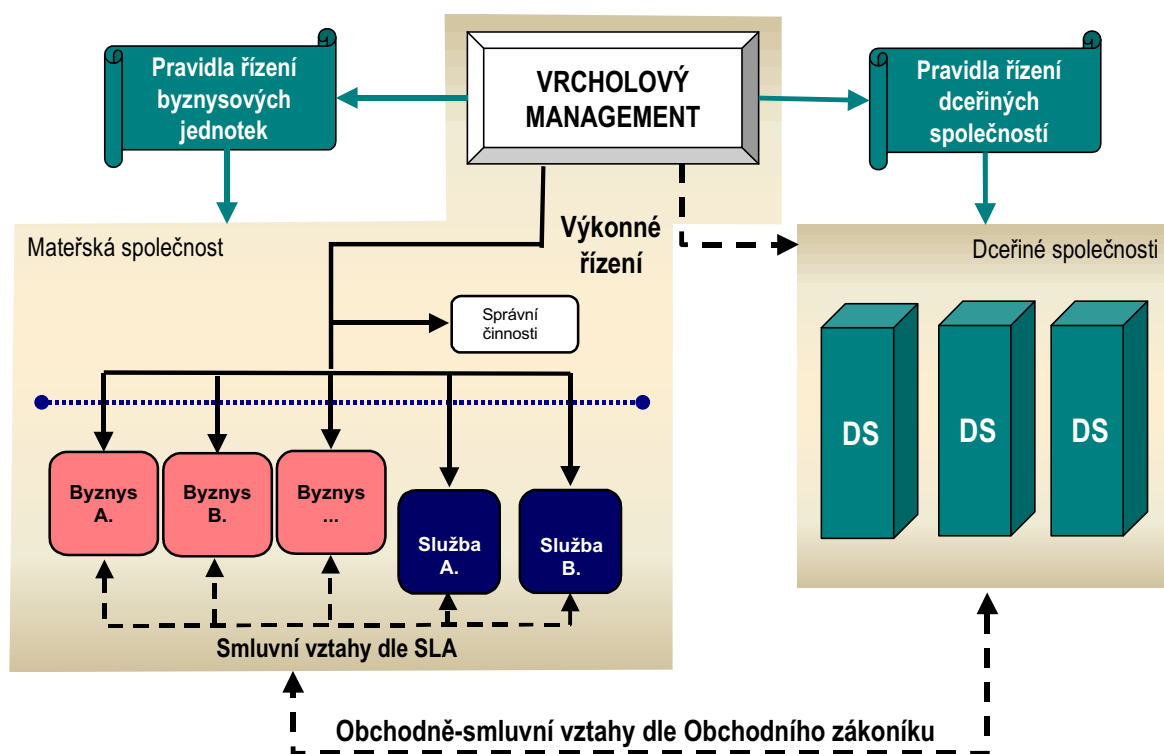 Pravidla řízení
byznysových
jednotek
VRCHOLOVÝ
MANAGEMENT
Pravidla řízení
dceřiných
společností
Mateřská společnost
Výkonné
řízení
Dceřiné společnosti
Správní
činnosti
Byznys
A.
Byznys
B.
Byznys
...
Služba
A.
Služba
B.
DS
DS
DS
Smluvní vztahy dle SLA
Obchodně-smluvní vztahy dle Obchodního zákoníku